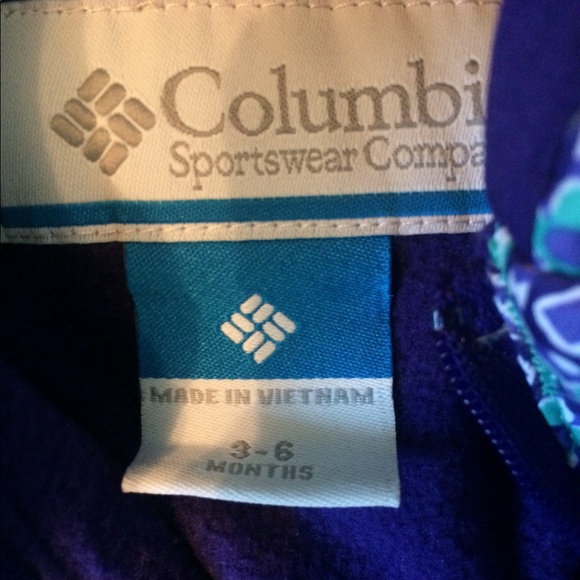 Columbi
Sportswear Compa
MADE IN VIETNAM
3-6
MONTHS